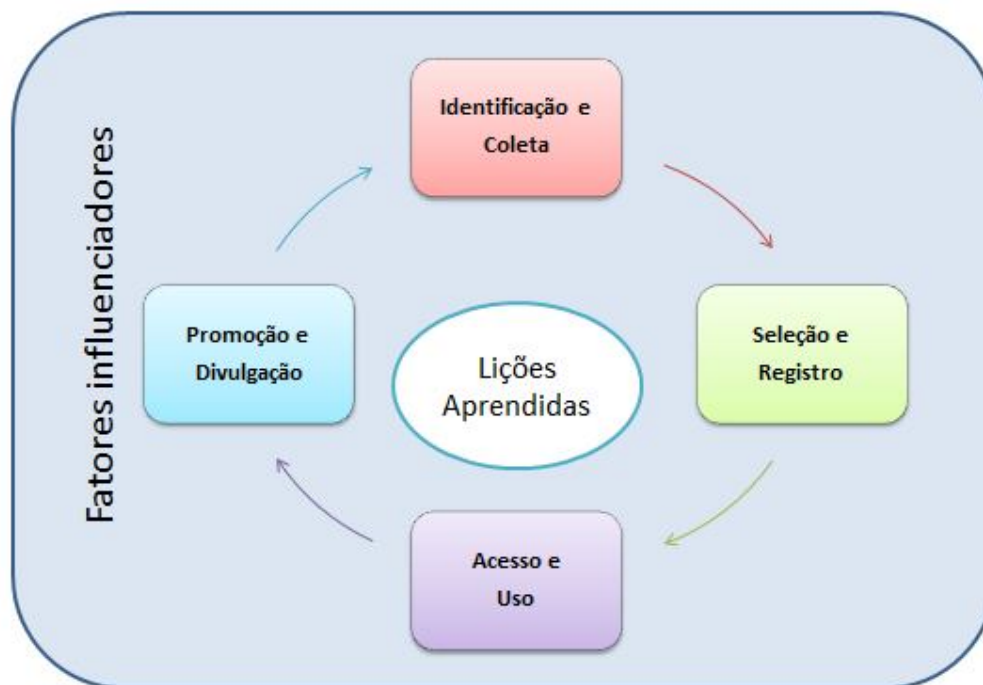 Fatores influenciadores
Identificação e
Coleta
Promoção e
Divulgação
Lições
Aprendidas
Seleção e
Registro
Acesso e
Uso